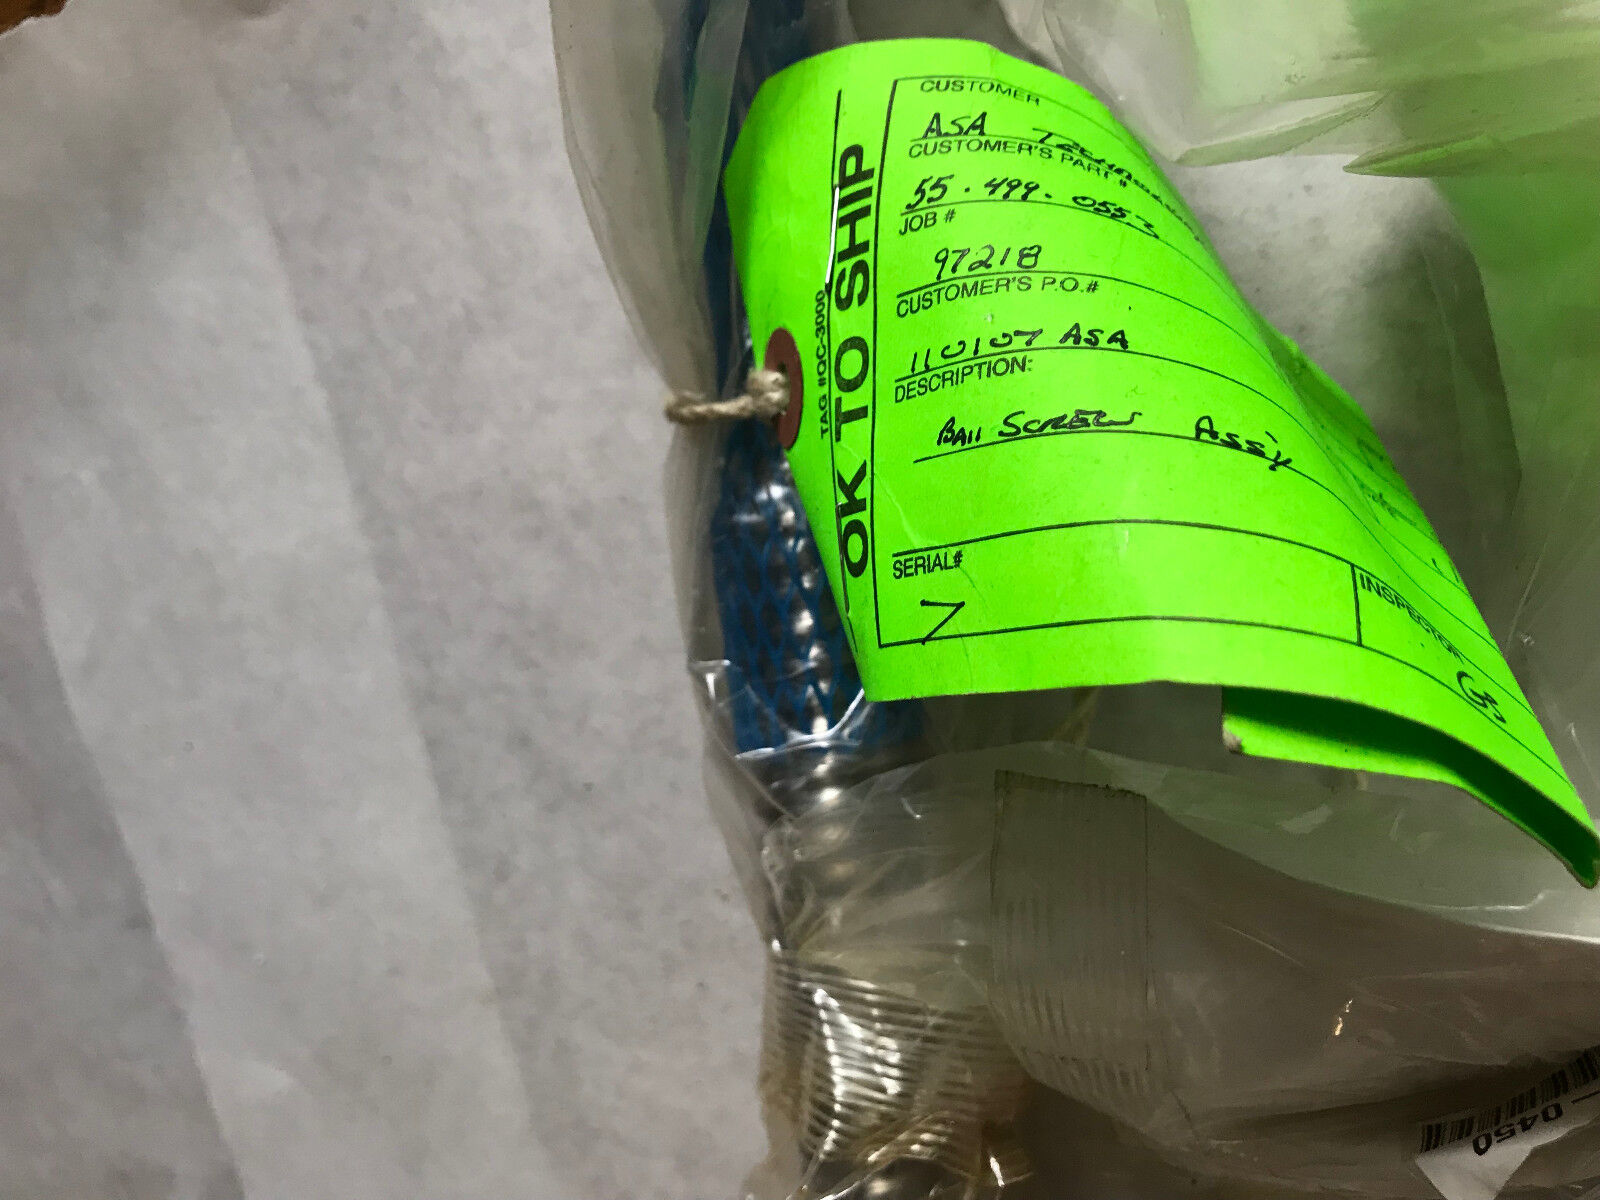 OK TO SHIP
TAG #QC-3000
CUSTOMER
ASA
CUSTOMER'S PART #
55.499.055.3
JOB #
97218
CUSTOMER'S P.O.#
110107 ASA
DESCRIPTION:
Ball SCREW Ass'y
SERIAL#
7
INSPECTOR
0450